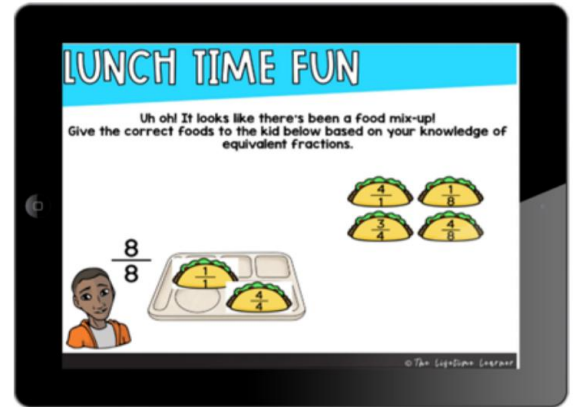 LUNCH TIME FUN
Uh oh! It looks like there's been a food mix-up!
Give the correct foods to the kid below based on your knowledge of
equivalent fractions.
4/1 1/8
3/4 4/8
8/8
1/1
4/4
© The Lifetime Learner